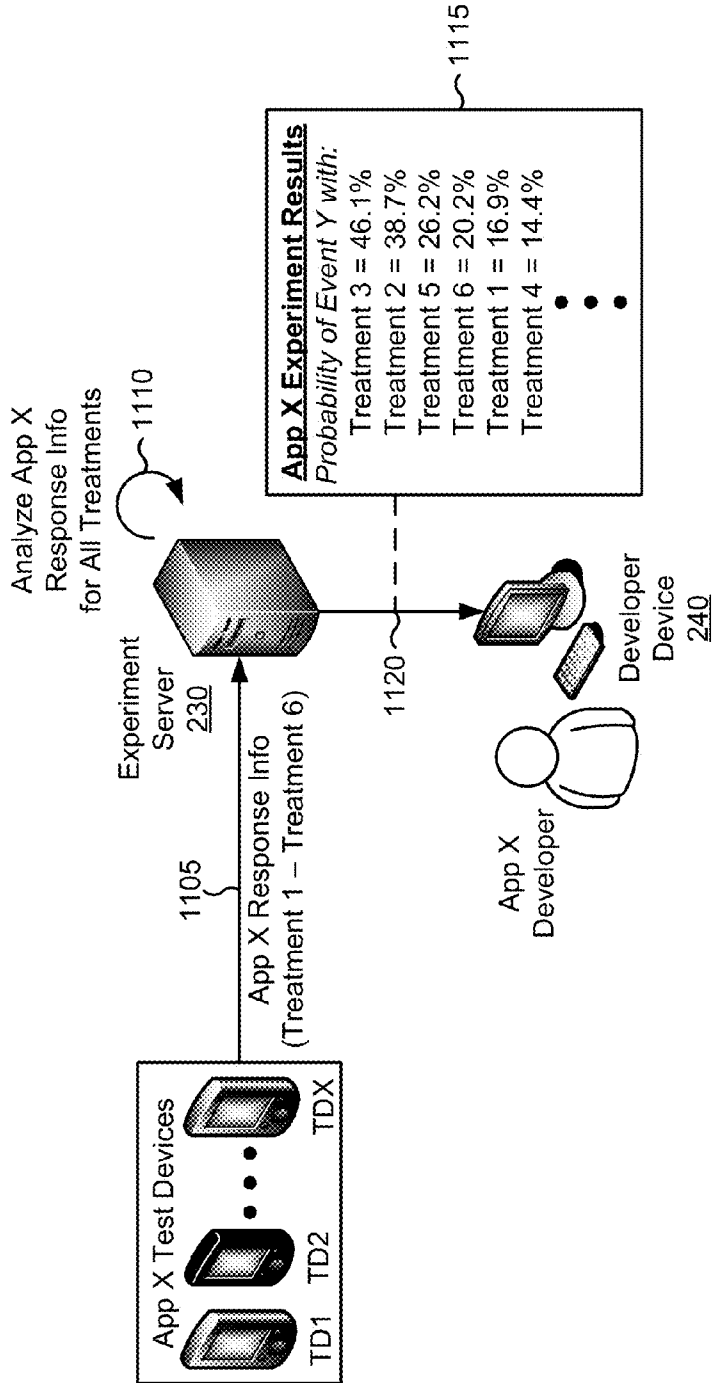 App X Test Devices
TD1
TD2
TDX
1105
App X Response Info
(Treatment 1 – Treatment 6)
Experiment
Server
230
Analyze App X
Response Info
for All Treatments
1110
1120
App X
Developer
Developer
Device
240
App X Experiment Results
Probability of Event Y with:
Treatment 3 = 46.1%
Treatment 2 = 38.7%
Treatment 5 = 26.2%
Treatment 6 = 20.2%
Treatment 1 = 16.9%
Treatment 4 = 14.4%
1115